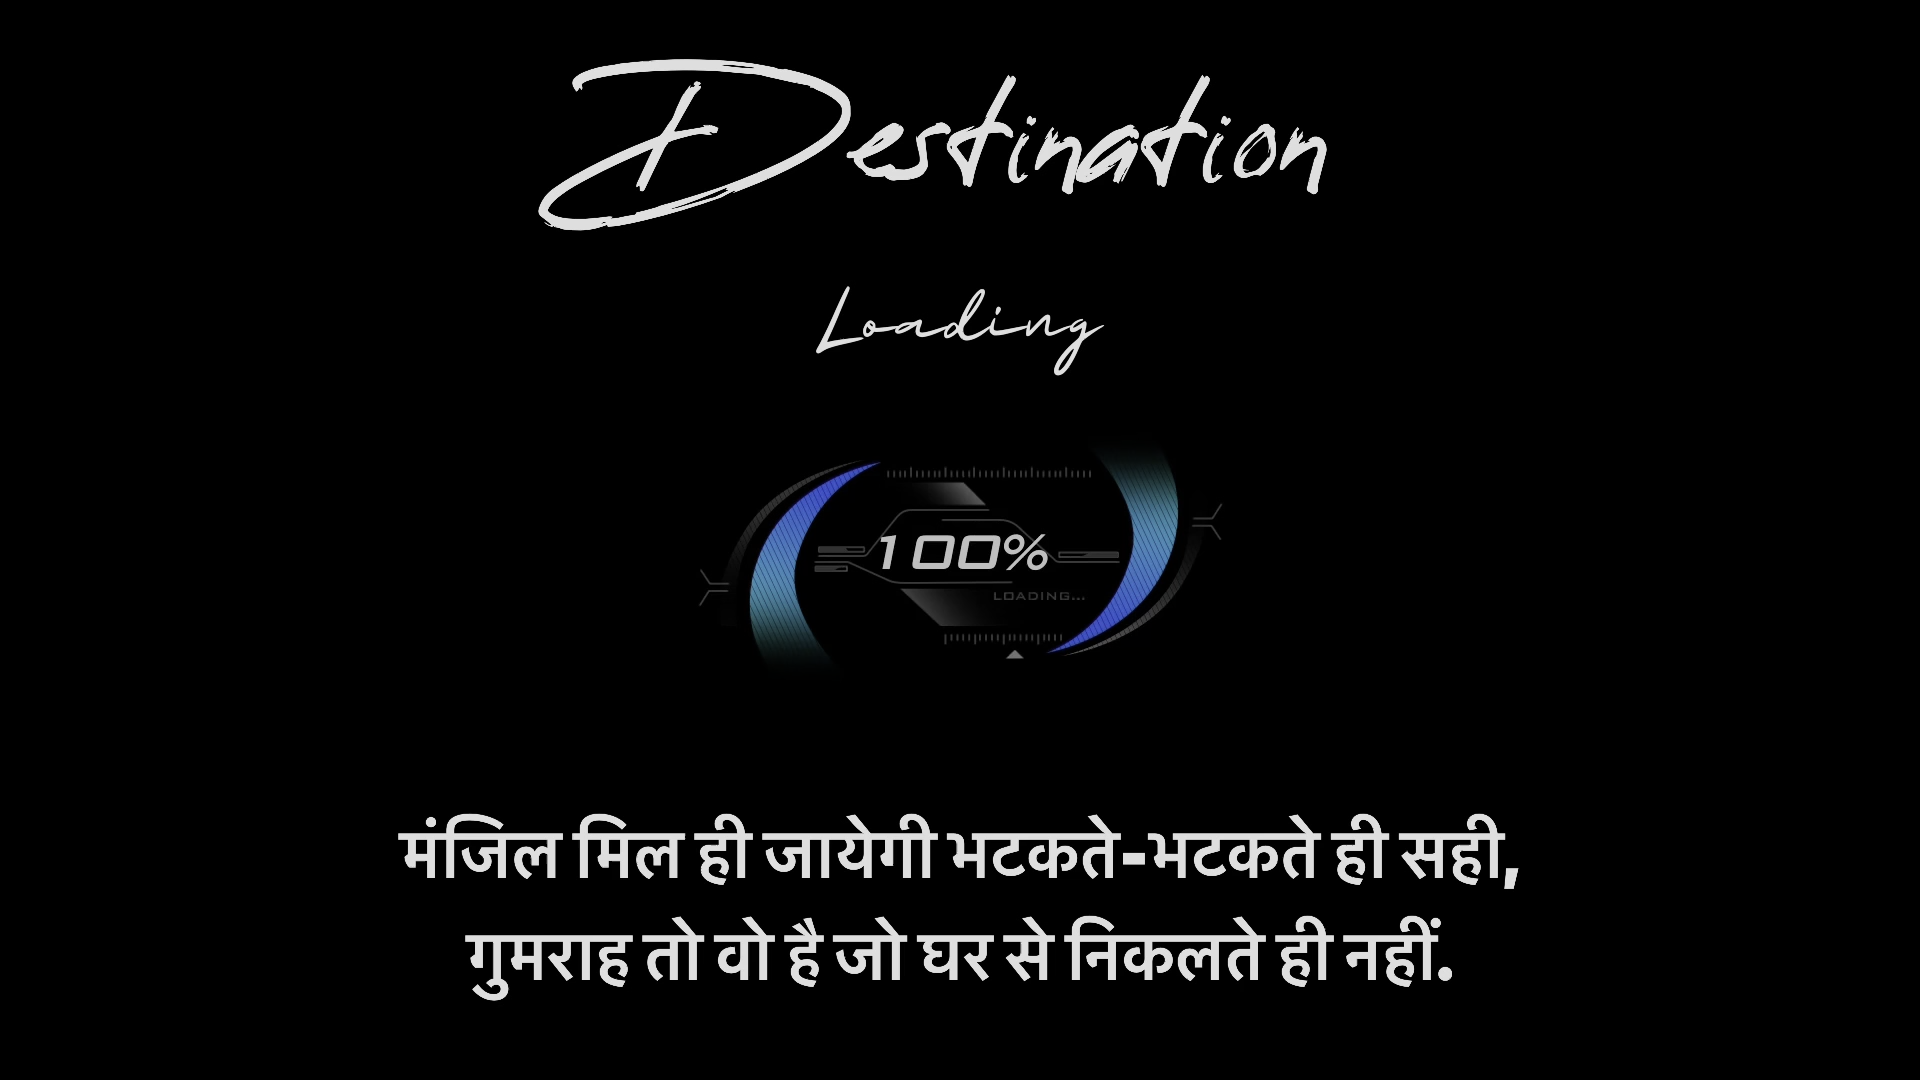 Destination
Loading
100%
LOADING...
मंजिल मिल ही जायेगी भटकते-भटकते ही सही,
गुमराह तो वो है जो घर से निकलते ही नहीं.